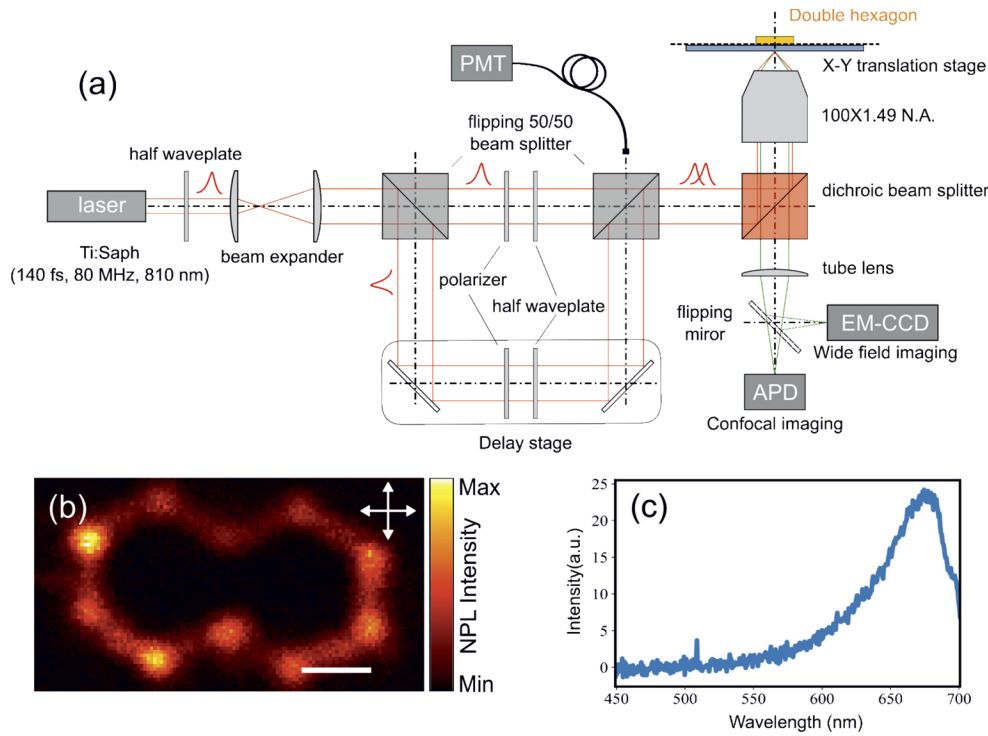 Double hexagon
PMT
X-Y translation stage
(a)
100X1.49 N.A.
flipping 50/50
beam splitter
half waveplate
laser
dichroic beam splitter
Ti:Saph
(140 fs, 80 MHz, 810 nm)
beam expander
polarizer
half waveplate
tube lens
flipping
miror
EM-CCD
Wide field imaging
APD
Confocal imaging
Delay stage
(b)
Max
NPL Intensity
Min
(c)
Intensity(a.u.)
25
20
15
10
5
0
450 500 550 600 650 700
Wavelength (nm)